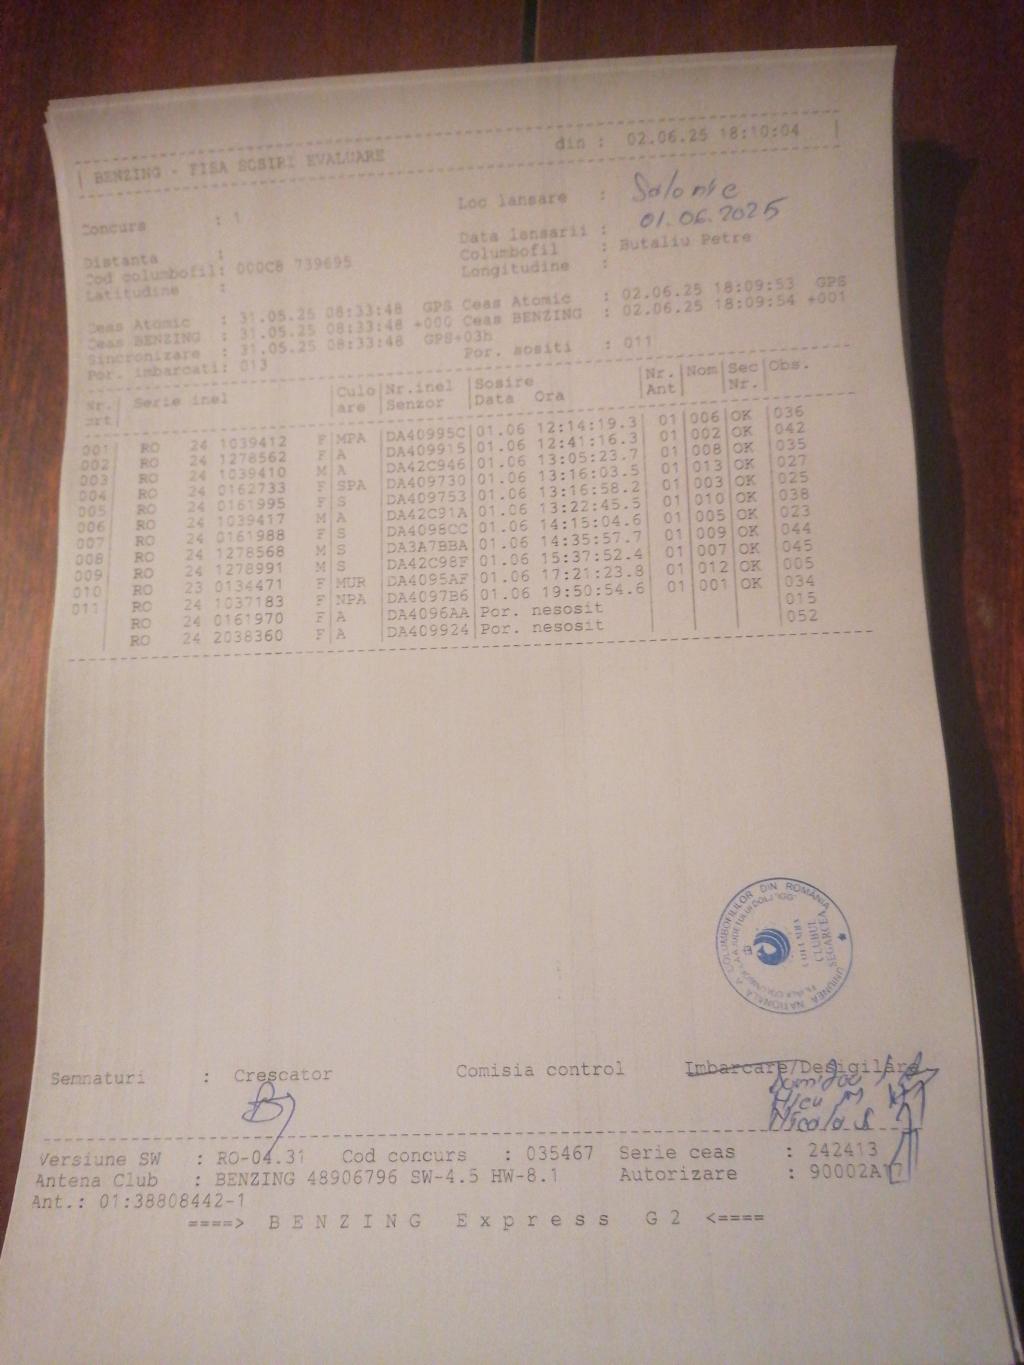 BENZING - FISA SOSIRI EVALUARE din : 02.06.25 18:10:04
Concurs : 1 Loc lansare : Salonic
Data lansarii : 01.06.2025
Distanta : Columbofil : Butaliu Petre
Cod columbofil: 000C8 739695 Longitudine :
Latitudine :
Ceas Atomic : 31.05.25 08:33:48 GPS Ceas Atomic : 02.06.25 18:09:53 GPS
Ceas BENZING : 31.05.25 08:33:48 +000 Ceas BENZING : 02.06.25 18:09:54 +001
Sincronizare : 31.05.25 08:33:48 GPS+03h
Por. imbarcati: 013 Por. sositi : 011
Nr. Serie inel Culo Nr.inel Sosire Nr. Nom Sec Obs.
crt are Senzor Data Ora Ant Nr.
001 RO 24 1039412 F MPA DA40995C 01.06 12:14:19.3 01 006 OK 036
002 RO 24 1278562 F A DA409915 01.06 12:41:16.3 01 002 OK 042
003 RO 24 1039410 M A DA42C946 01.06 13:05:23.7 01 008 OK 035
004 RO 24 0162733 F SPA DA409730 01.06 13:16:03.5 01 013 OK 027
005 RO 24 0161995 F S DA409753 01.06 13:16:58.2 01 003 OK 025
006 RO 24 1039417 M A DA42C91A 01.06 13:22:45.5 01 010 OK 038
007 RO 24 0161988 F S DA4098CC 01.06 14:15:04.6 01 005 OK 023
008 RO 24 1278568 M S DA3A7BBA 01.06 14:35:57.7 01 009 OK 044
009 RO 24 1278991 M S DA42C98F 01.06 15:37:52.4 01 007 OK 045
010 RO 23 0134471 F MUR DA4095AF 01.06 17:21:23.8 01 012 OK 005
011 RO 24 1037183 F NPA DA4097B6 01.06 19:50:54.6 01 001 OK 034
RO 24 0161970 F A DA4096AA Por. nesosit 015
RO 24 2038360 F A DA409924 Por. nesosit 052
UNIUNEA NATIONALA A COLUMBOFILILOR DIN ROMÂNIA
COLUMBA
CLUBUL
SEGARCEA
Semnaturi : Crescator Comisia control Imbarcare/Desigilare
Nicola S
Versiune SW : RO-04.31 Cod concurs : 035467 Serie ceas : 242413
Antena Club : BENZING 48906796 SW-4.5 HW-8.1 Autorizare : 90002A17
Ant.: 01:38808442-1
====> BENZING Express G2 <====